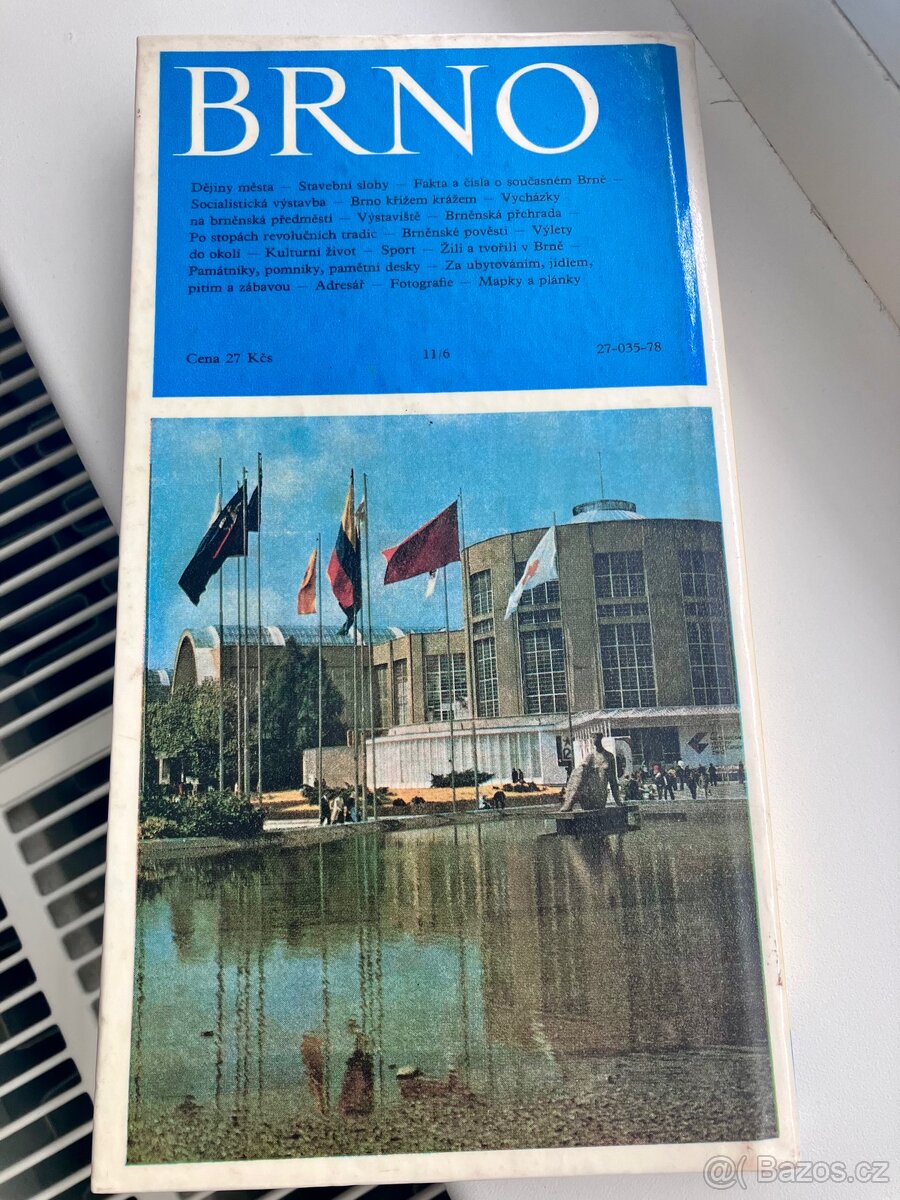 BRNO
Dějiny města — Stavební slohy — Fakta a čísla o současném Brně —
Socialistická výstavba — Brno křížem krážem — Vycházky
na brněnská předměstí — Výstaviště — Brněnská přehrada —
Po stopách revolučních tradic — Brněnské pověsti — Výlety
do okolí — Kulturní život — Sport — Žili a tvořili v Brně —
Památníky, pomníky, pamětní desky — Za ubytováním, jídlem,
pitím a zábavou — Adresář — Fotografie — Mapky a plánky
Cena 27 Kčs 11/6 27-035-78
@( Bazos.cz